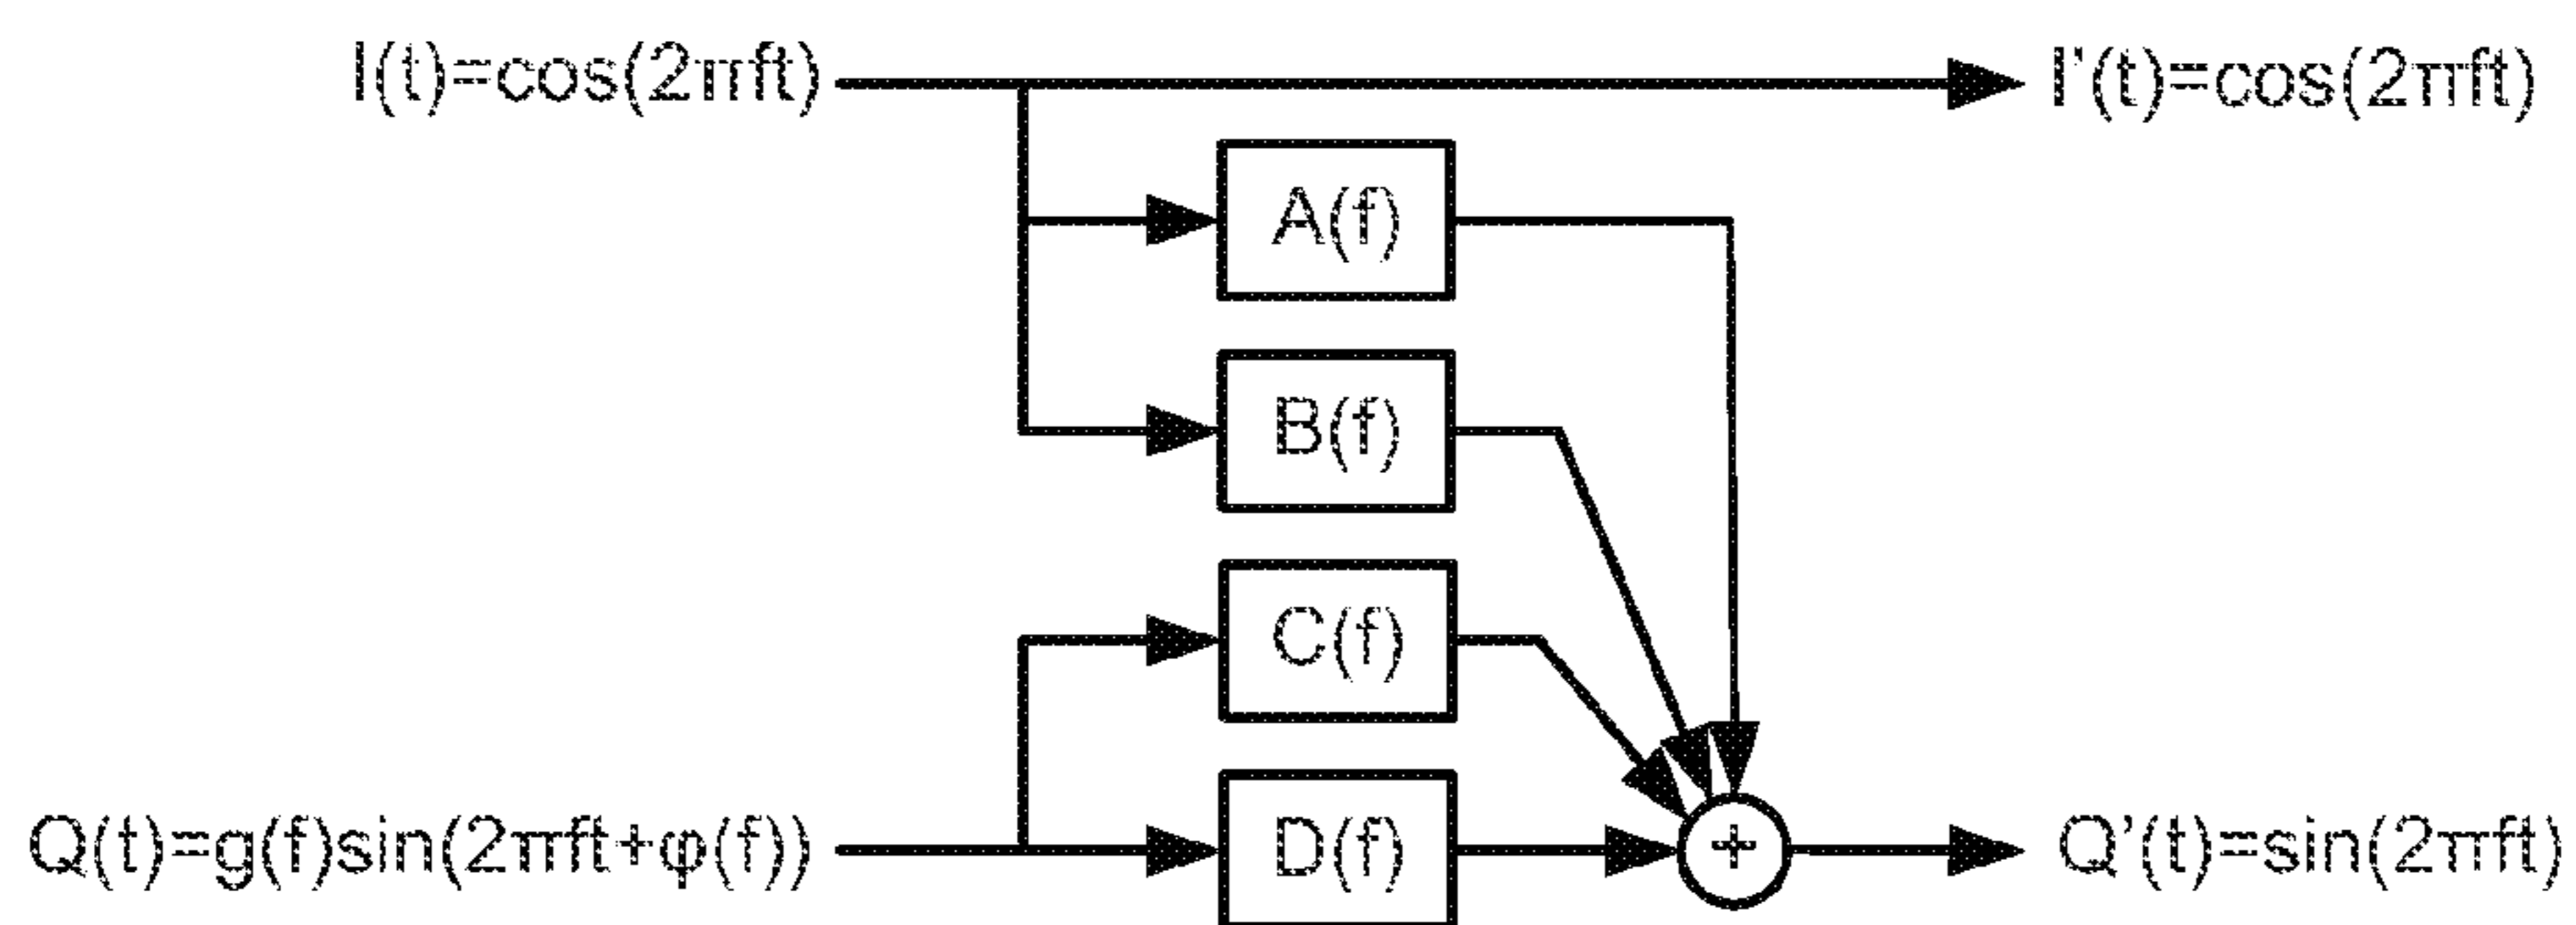 I(t)=cos(2πft)
I'(t)=cos(2πft)
A(f)
B(f)
C(f)
Q(t)=g(f)sin(2πft+φ(f))
D(f)
+
Q'(t)=sin(2πft)